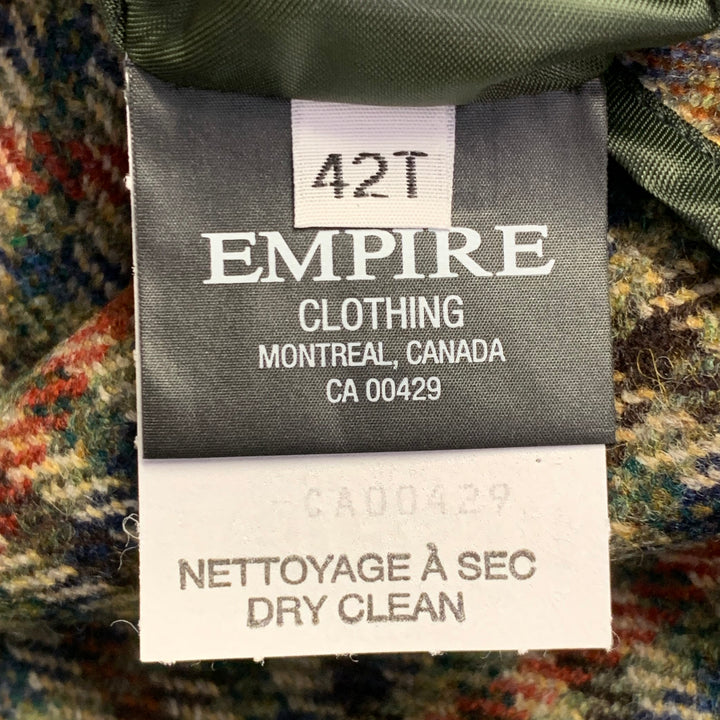 42T
EMPIRE
CLOTHING
MONTREAL, CANADA
CA 00429
CA00429
NETTOYAGE À SEC
DRY CLEAN